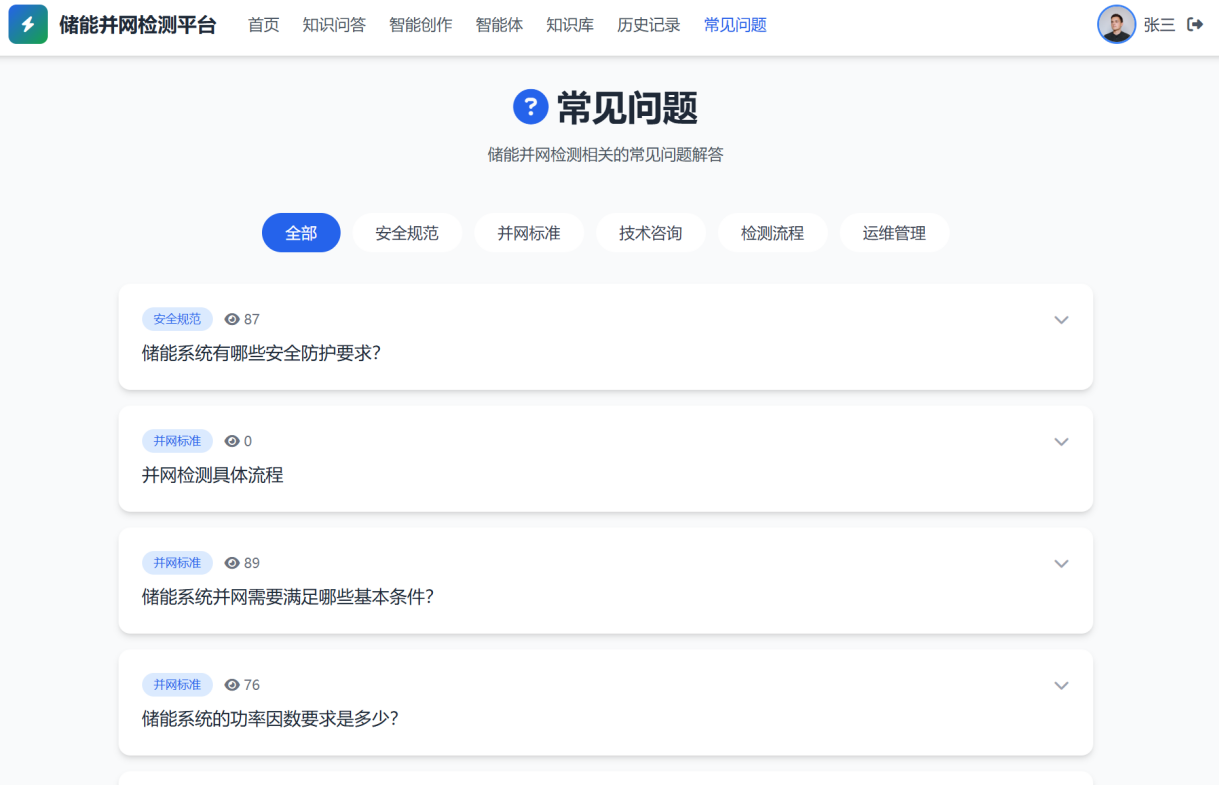 储能并网检测平台
首页 知识问答 智能创作 智能体 知识库 历史记录 常见问题
张三
? 常见问题
储能并网检测相关的常见问题解答
全部 安全规范 并网标准 技术咨询 检测流程 运维管理
安全规范 87
储能系统有哪些安全防护要求？
并网标准 0
并网检测具体流程
并网标准 89
储能系统并网需要满足哪些基本条件？
并网标准 76
储能系统的功率因数要求是多少？